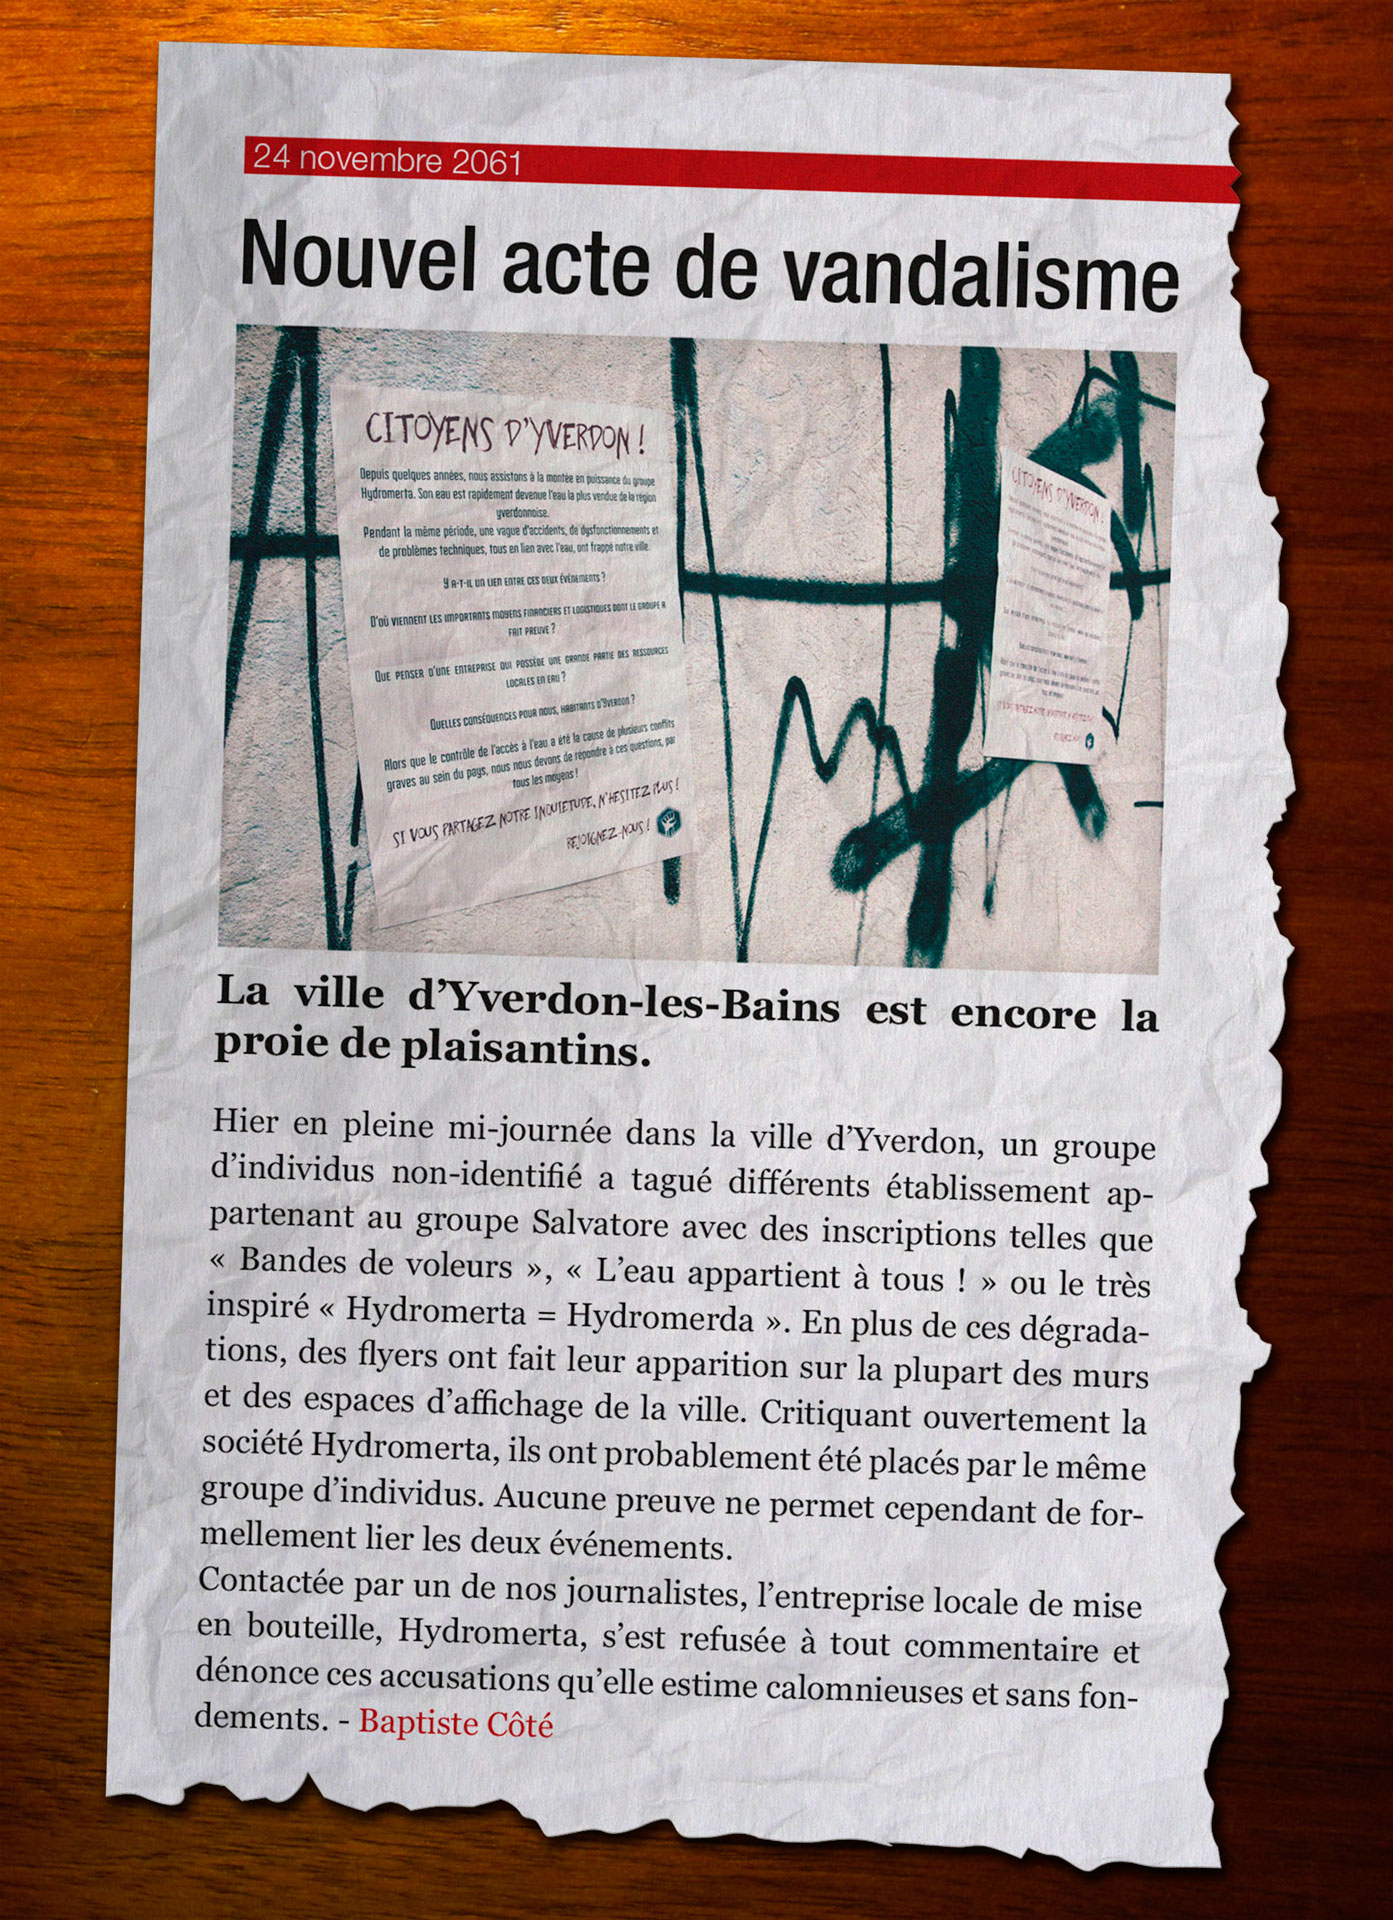 24 novembre 2061
Nouvel acte de vandalisme
CITOYENS D'YVERDON !
Depuis quelques années, nous assistons à la montée en puissance du groupe
Hydromerta. Son eau est rapidement devenue l'eau la plus vendue de la région
yverdonnoise.
Pendant la même période, une vague d'accidents, de dysfonctionnements et
de problèmes techniques, tous en lien avec l'eau, ont frappé notre ville.
Y A-T-IL UN LIEN ENTRE CES DEUX ÉVÉNEMENTS ?
D'OÙ VIENNENT LES IMPORTANTS MOYENS FINANCIERS ET LOGISTIQUES DONT LE GROUPE A
FAIT PREUVE ?
QUE PENSER D'UNE ENTREPRISE QUI POSSÈDE UNE GRANDE PARTIE DES RESSOURCES
LOCALES EN EAU ?
QUELLES CONSÉQUENCES POUR NOUS, HABITANTS D'YVERDON ?
Alors que le contrôle de l'accès à l'eau a été la cause de plusieurs conflits
graves au sein du pays, nous nous devons de répondre à ces questions, par
tous les moyens !
SI VOUS PARTAGEZ NOTRE INQUIETUDE, N'HESITEZ PLUS !
REJOIGNEZ-NOUS !
CITOYENS D'YVERDON !
La ville d'Yverdon-les-Bains est encore la
proie de plaisantins.
Hier en pleine mi-journée dans la ville d'Yverdon, un groupe
d'individus non-identifié a tagué différents établissement ap-
partenant au groupe Salvatore avec des inscriptions telles que
« Bandes de voleurs », « L'eau appartient à tous ! » ou le très
inspiré « Hydromerta = Hydromerda ». En plus de ces dégrada-
tions, des flyers ont fait leur apparition sur la plupart des murs
et des espaces d'affichage de la ville. Critiquant ouvertement la
société Hydromerta, ils ont probablement été placés par le même
groupe d'individus. Aucune preuve ne permet cependant de for-
mellement lier les deux événements.
Contactée par un de nos journalistes, l'entreprise locale de mise
en bouteille, Hydromerta, s'est refusée à tout commentaire et
dénonce ces accusations qu'elle estime calomnieuses et sans fon-
dements. - Baptiste Côté